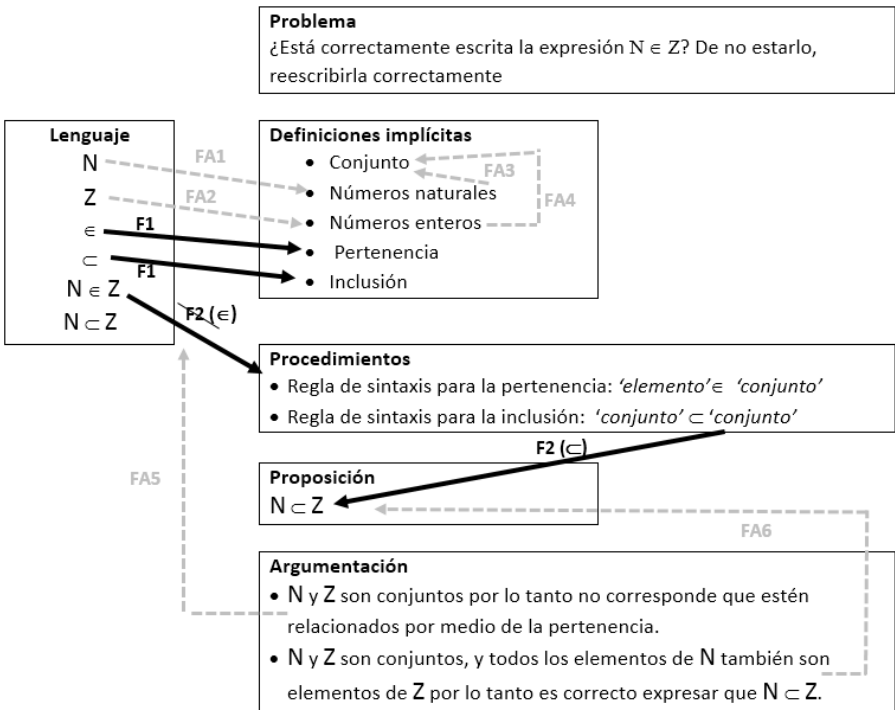 Problema
¿Está correctamente escrita la expresión N ∈ Z? De no estarlo,
reescribirla correctamente
Lenguaje
N
Z
∈
⊂
N ∈ Z
N ⊂ Z
FA1
FA2
F1
F1
F2 (∈)
Definiciones implícitas
• Conjunto
• Números naturales
• Números enteros
• Pertenencia
• Inclusión
FA3
FA4
Procedimientos
• Regla de sintaxis para la pertenencia: ‘elemento’∈ ‘conjunto’
• Regla de sintaxis para la inclusión: ‘conjunto’ ⊂ ‘conjunto’
F2 (⊂)
FA5
Proposición
N ⊂ Z
FA6
Argumentación
• N y Z son conjuntos por lo tanto no corresponde que estén
relacionados por medio de la pertenencia.
• N y Z son conjuntos, y todos los elementos de N también son
elementos de Z por lo tanto es correcto expresar que N ⊂ Z.